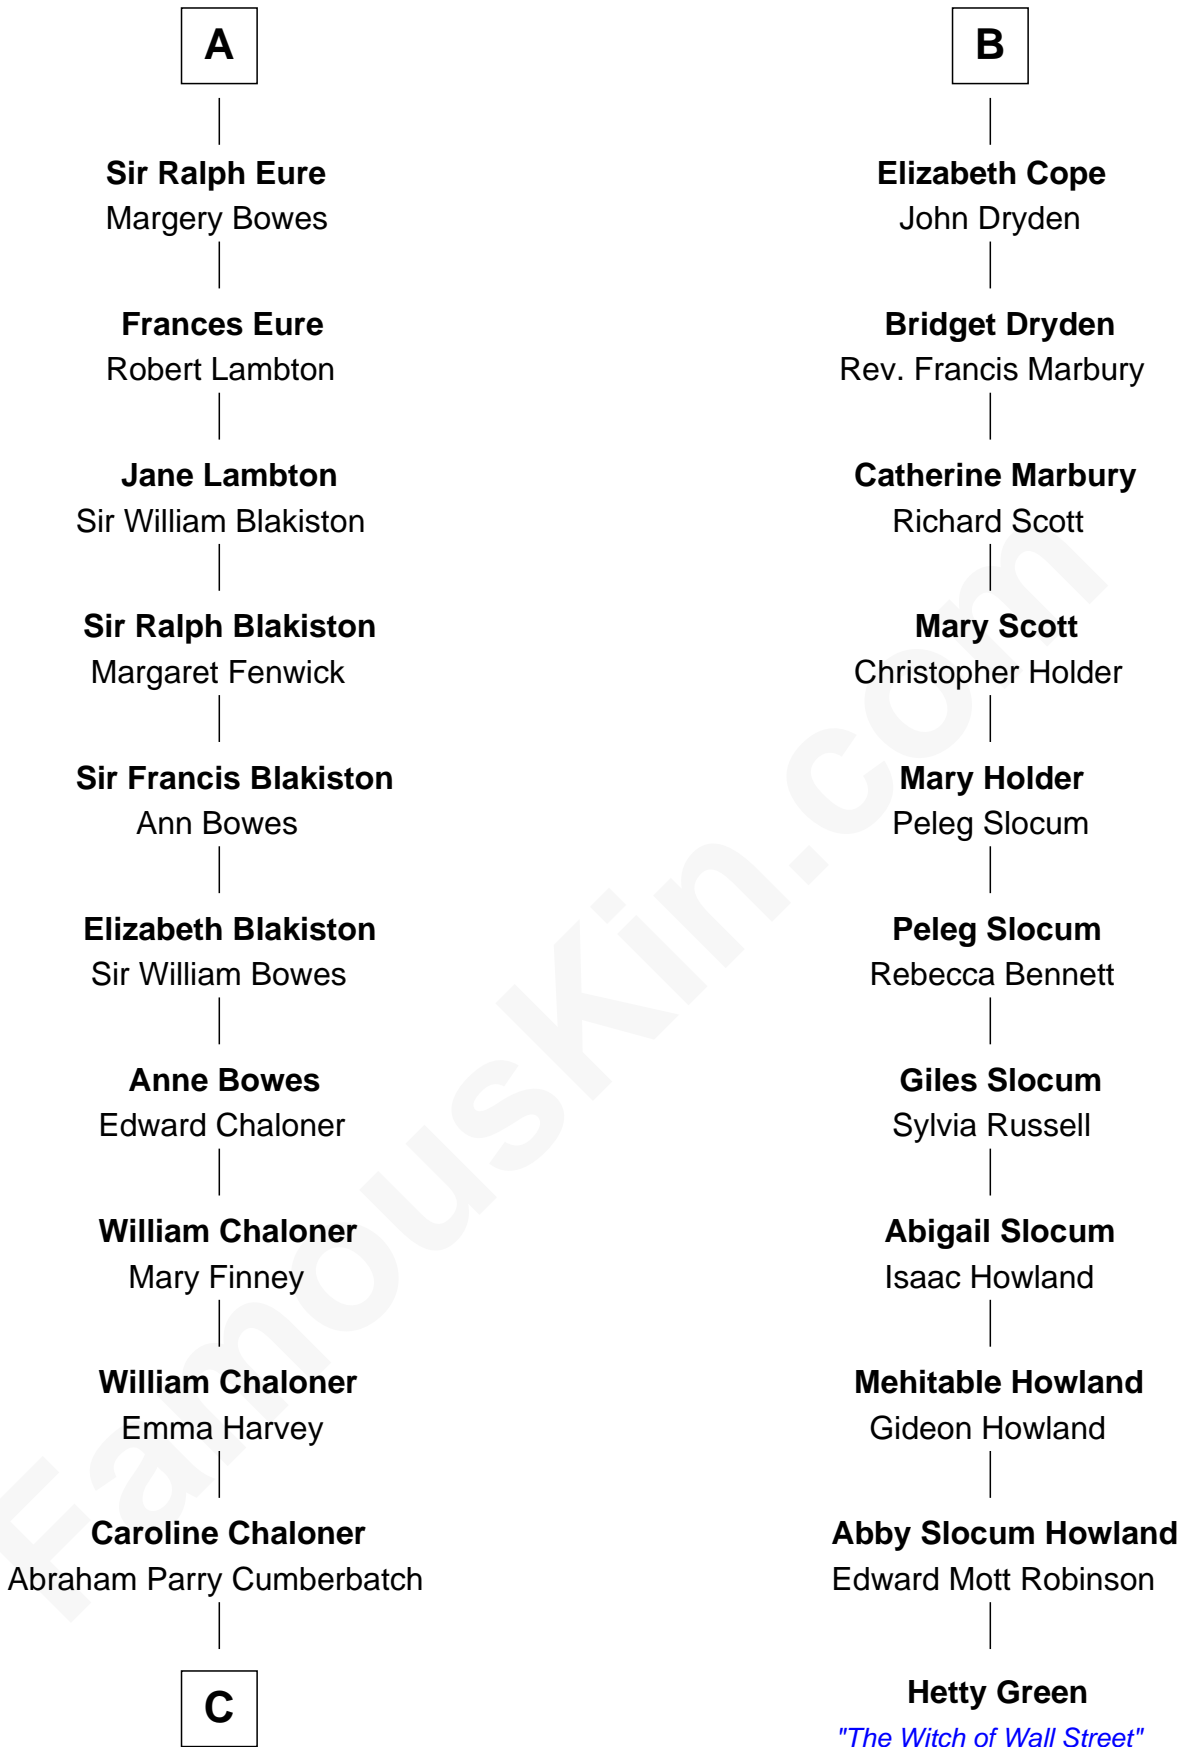 A
Sir Ralph Eure
Margery Bowes
Frances Eure
Robert Lambton
Jane Lambton
Sir William Blakiston
Sir Ralph Blakiston
Margaret Fenwick
Sir Francis Blakiston
Ann Bowes
Elizabeth Blakiston
Sir William Bowes
Anne Bowes
Edward Chaloner
William Chaloner
Mary Finney
William Chaloner
Emma Harvey
Caroline Chaloner
Abraham Parry Cumberbatch
C
B
Elizabeth Cope
John Dryden
Bridget Dryden
Rev. Francis Marbury
Catherine Marbury
Richard Scott
Mary Scott
Christopher Holder
Mary Holder
Peleg Slocum
Peleg Slocum
Rebecca Bennett
Giles Slocum
Sylvia Russell
Abigail Slocum
Isaac Howland
Mehitable Howland
Gideon Howland
Abby Slocum Howland
Edward Mott Robinson
Hetty Green
"The Witch of Wall Street"
FamousKin.com